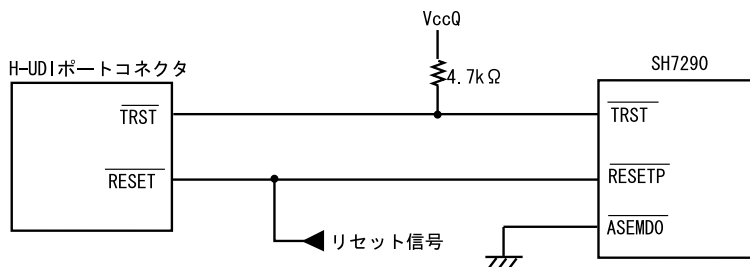 VccQ
4.7kΩ
H-UDIポートコネクタ
SH7290
TRST
TRST
RESET
RESETP
リセット信号
ASEMD0